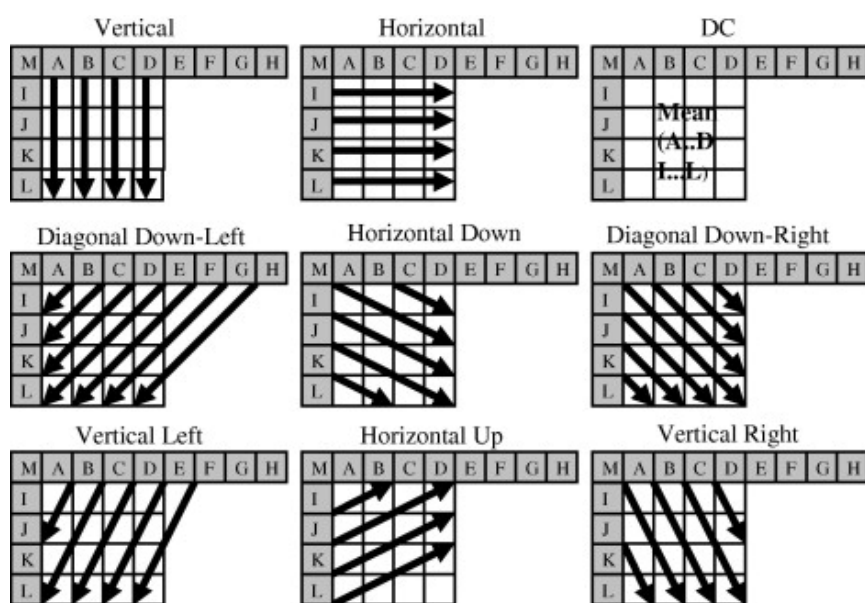 Vertical Horizontal DC
M A B C D E F G H M A B C D E F G H M A B C D E F G H
I I I Mean
J J J (A..D
K K K I...L)
L L L
Diagonal Down-Left Horizontal Down Diagonal Down-Right
M A B C D E F G H M A B C D E F G H M A B C D E F G H
I I I
J J J
K K K
L L L
Vertical Left Horizontal Up Vertical Right
M A B C D E F G H M A B C D E F G H M A B C D E F G H
I I I
J J J
K K K
L L L